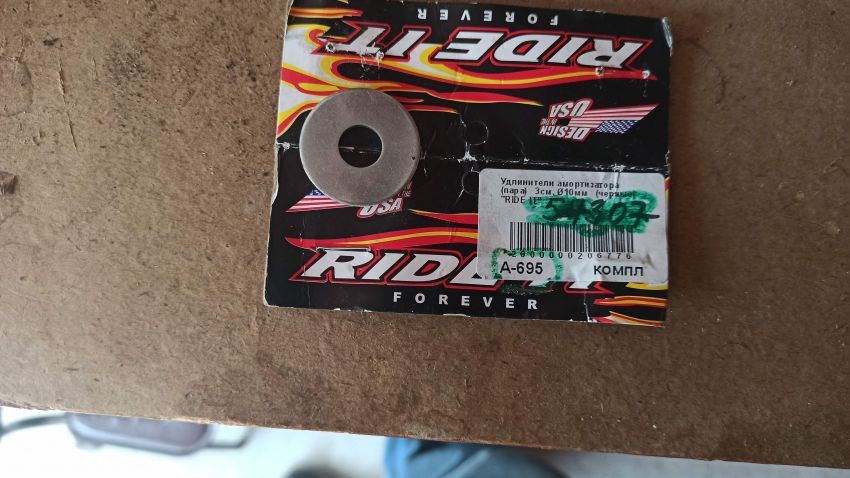 RIDE IT
FOREVER
DESIGN
IN THE
USA
USA
Удлинители амортизатора
(пара) 3см, Ø10мм (черные)
"RIDE IT"
54307
2600000206776
А-695 КОМПЛ
RIDE IT
FOREVER